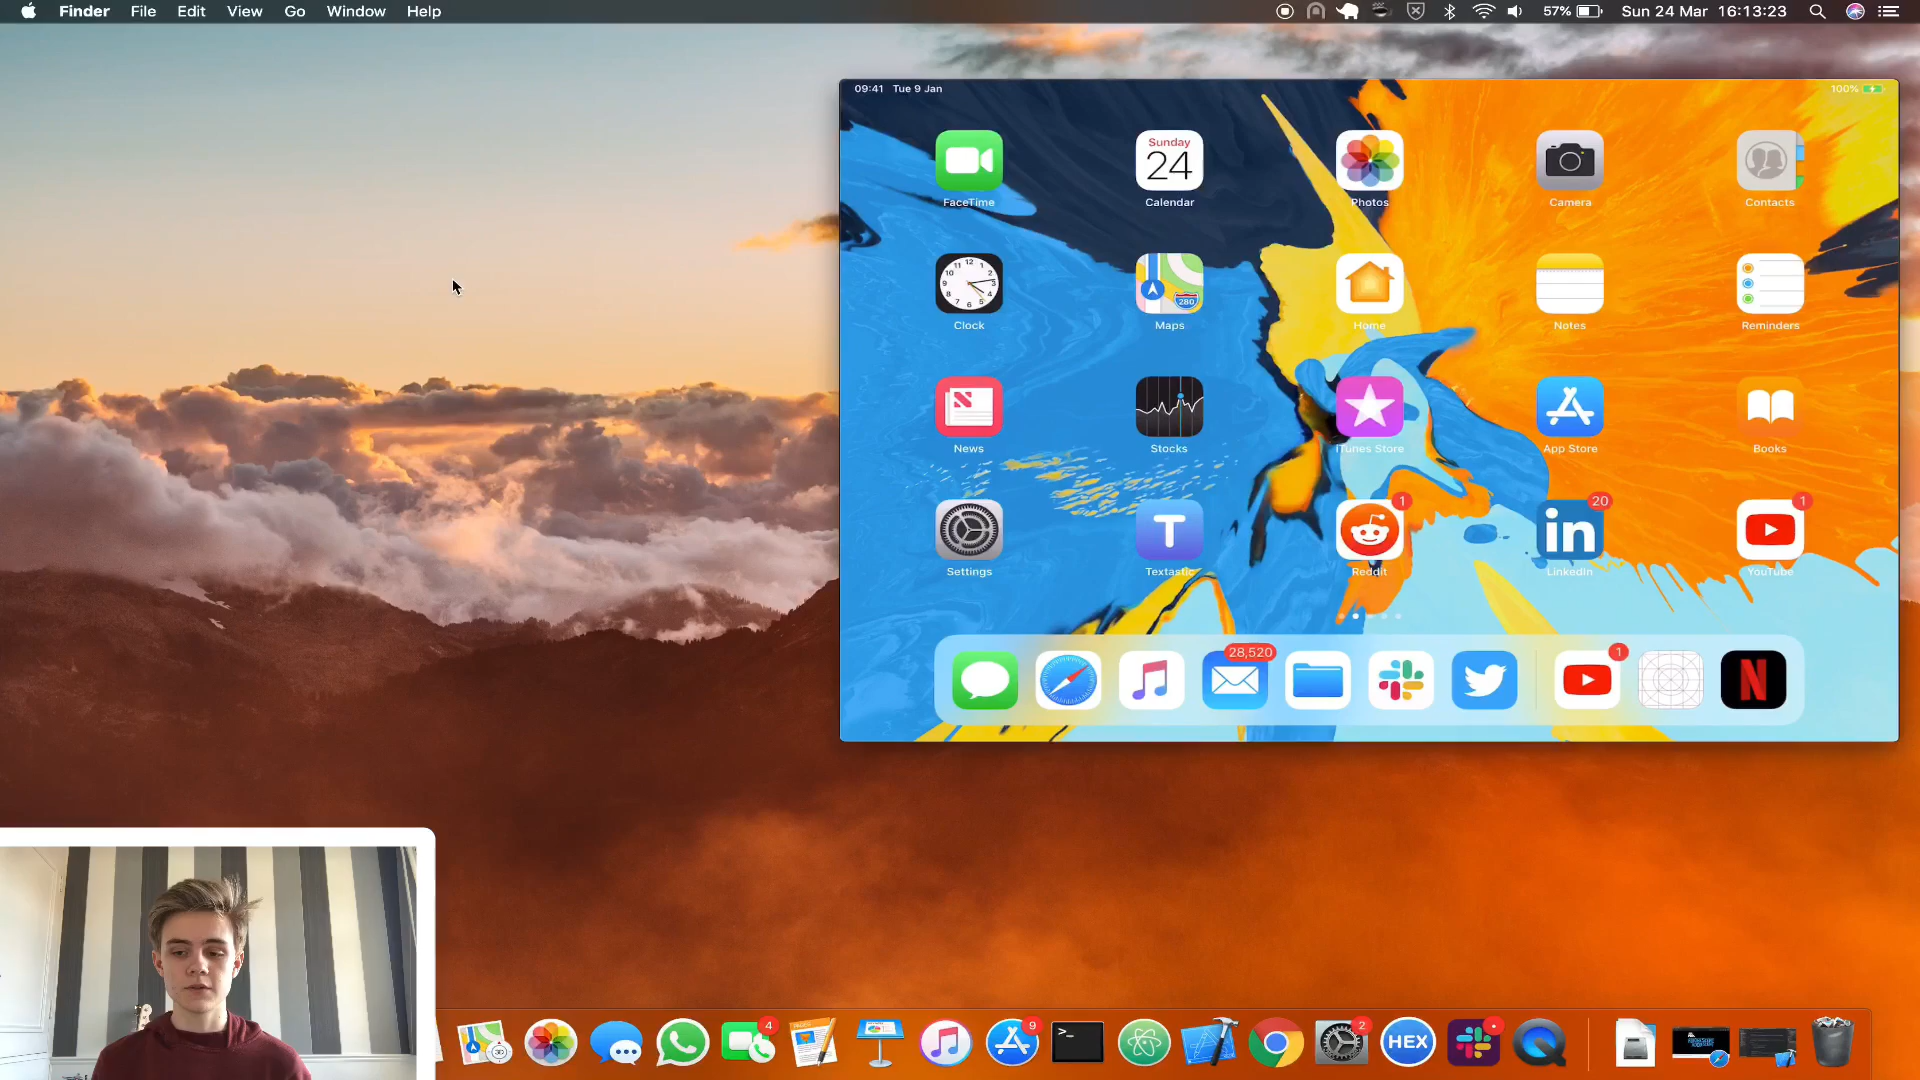 Finder File Edit View Go Window Help 57% Sun 24 Mar 16:13:23
09:41 Tue 9 Jan 100%
Sunday
24
FaceTime Calendar Photos Camera Contacts
280
Clock Maps Home Notes Reminders
News Stocks iTunes Store App Store Books
1 20 1
T in
Settings Textastic Reddit LinkedIn YouTube
28,520 1
N
4 9 2
>_ HEX